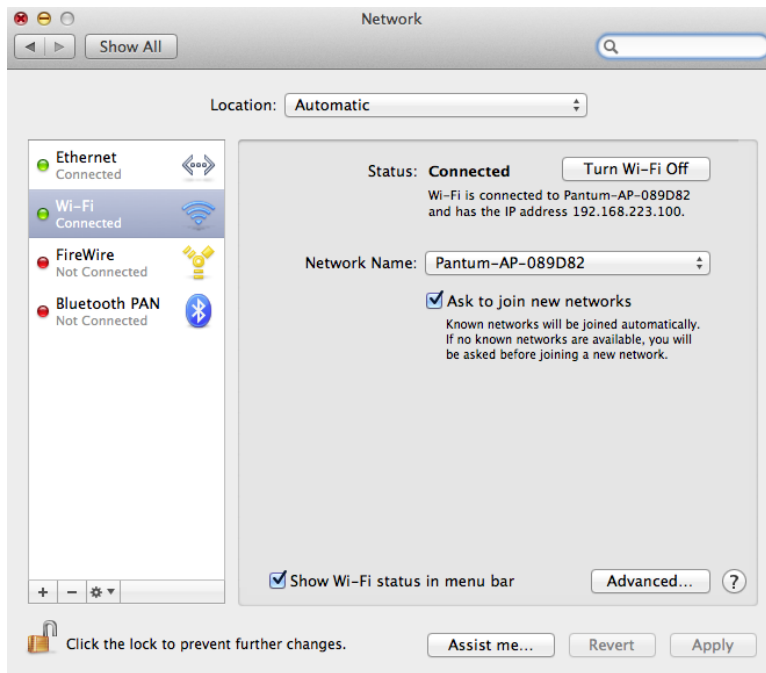 Network
Show All
Location: Automatic
Ethernet
Connected
Wi-Fi
Connected
FireWire
Not Connected
Bluetooth PAN
Not Connected
Status: Connected
Turn Wi-Fi Off
Wi-Fi is connected to Pantum-AP-089D82
and has the IP address 192.168.223.100.
Network Name: Pantum-AP-089D82
Ask to join new networks
Known networks will be joined automatically.
If no known networks are available, you will
be asked before joining a new network.
Show Wi-Fi status in menu bar
Advanced...
?
Click the lock to prevent further changes.
Assist me...
Revert
Apply